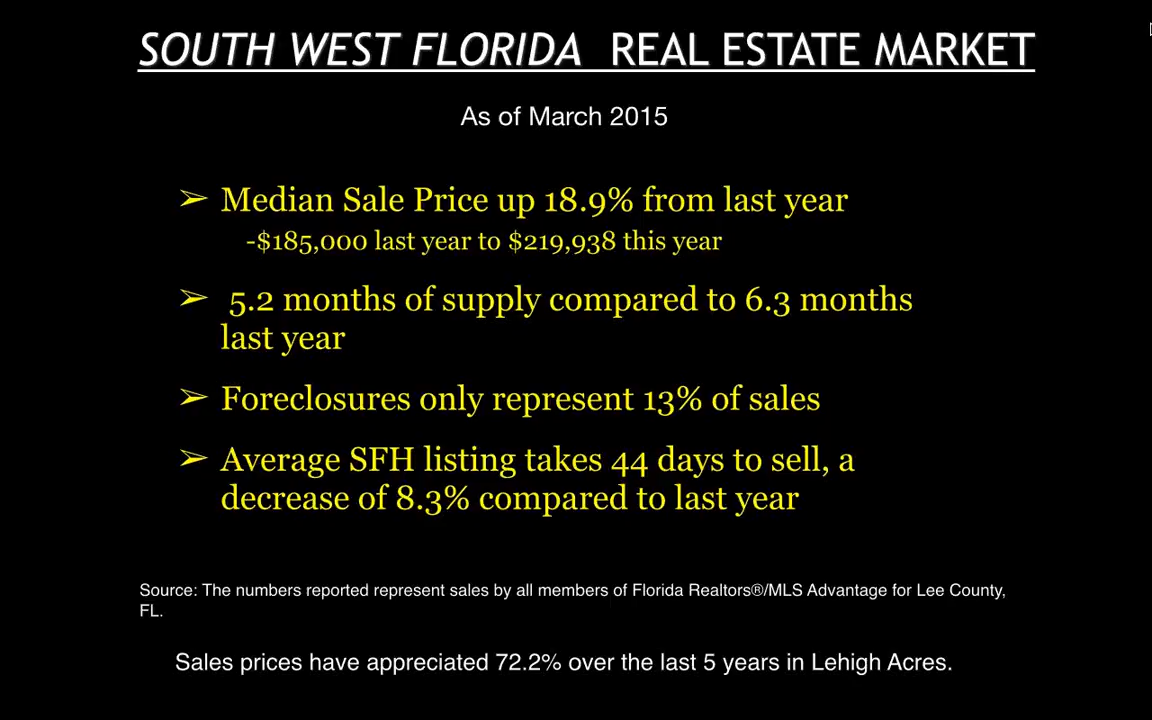 SOUTH WEST FLORIDA REAL ESTATE MARKET
As of March 2015
➢ Median Sale Price up 18.9% from last year
-$185,000 last year to $219,938 this year
➢ 5.2 months of supply compared to 6.3 months
last year
➢ Foreclosures only represent 13% of sales
➢ Average SFH listing takes 44 days to sell, a
decrease of 8.3% compared to last year
Source: The numbers reported represent sales by all members of Florida Realtors®/MLS Advantage for Lee County,
FL.
Sales prices have appreciated 72.2% over the last 5 years in Lehigh Acres.